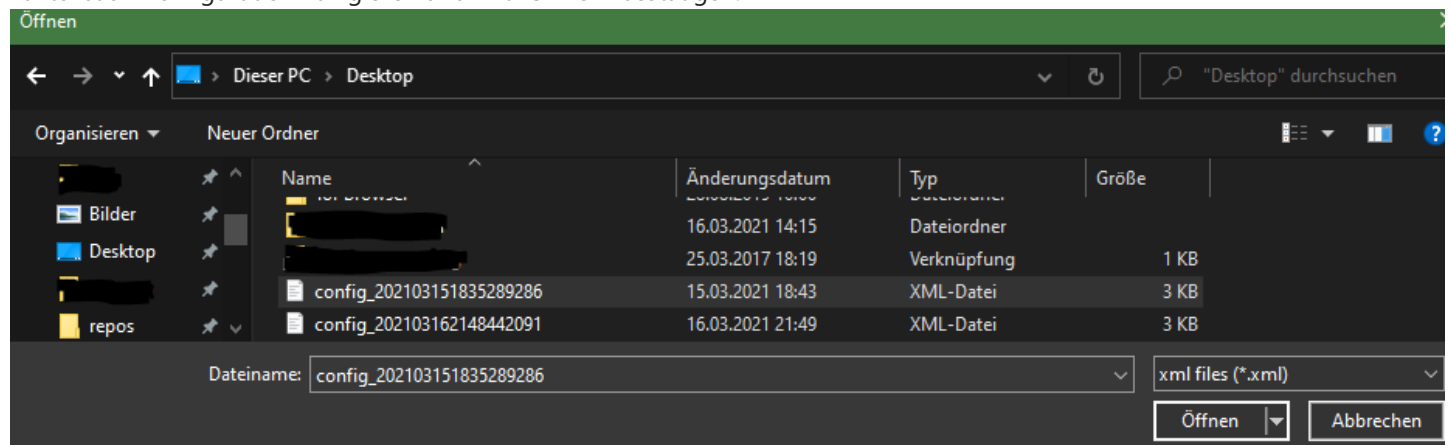 Öffnen
Dieser PC > Desktop
"Desktop" durchsuchen
Organisieren
Neuer Ordner
Name Änderungsdatum Typ Größe
Bilder
16.03.2021 14:15 Dateiordner
Desktop
25.03.2017 18:19 Verknüpfung 1 KB
config_202103151835289286 15.03.2021 18:43 XML-Datei 3 KB
repos
config_202103162148442091 16.03.2021 21:49 XML-Datei 3 KB
Dateiname: config_202103151835289286 xml files (*.xml)
Öffnen Abbrechen